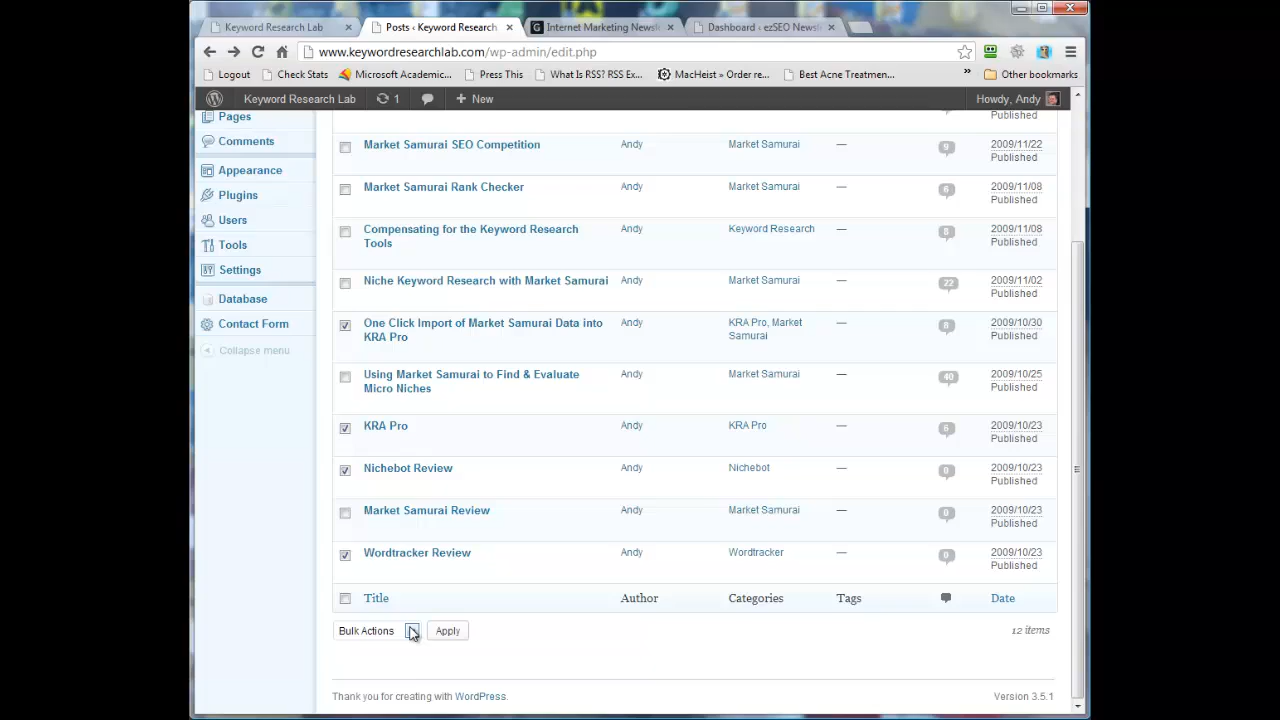 Keyword Research Lab
Posts ‹ Keyword Research
Internet Marketing Newsl
Dashboard ‹ ezSEO Newsl
www.keywordresearchlab.com/wp-admin/edit.php
Logout
Check Stats
Microsoft Academic...
Press This
What Is RSS? RSS Ex...
MacHeist » Order re...
Best Acne Treatmen...
»
Other bookmarks
Keyword Research Lab
1
+ New
Howdy, Andy
Pages
Comments
Appearance
Plugins
Users
Tools
Settings
Database
Contact Form
Collapse menu
Published
Market Samurai SEO Competition
Andy
Market Samurai
—
9
2009/11/22
Published
Market Samurai Rank Checker
Andy
Market Samurai
—
6
2009/11/08
Published
Compensating for the Keyword Research
Tools
Andy
Keyword Research
—
8
2009/11/08
Published
Niche Keyword Research with Market Samurai
Andy
Market Samurai
—
22
2009/11/02
Published
One Click Import of Market Samurai Data into
KRA Pro
Andy
KRA Pro, Market
Samurai
—
8
2009/10/30
Published
Using Market Samurai to Find & Evaluate
Micro Niches
Andy
Market Samurai
—
40
2009/10/25
Published
KRA Pro
Andy
KRA Pro
—
6
2009/10/23
Published
Nichebot Review
Andy
Nichebot
—
0
2009/10/23
Published
Market Samurai Review
Andy
Market Samurai
—
0
2009/10/23
Published
Wordtracker Review
Andy
Wordtracker
—
0
2009/10/23
Published
Title
Author
Categories
Tags
Date
Bulk Actions
Apply
12 items
Thank you for creating with WordPress.
Version 3.5.1